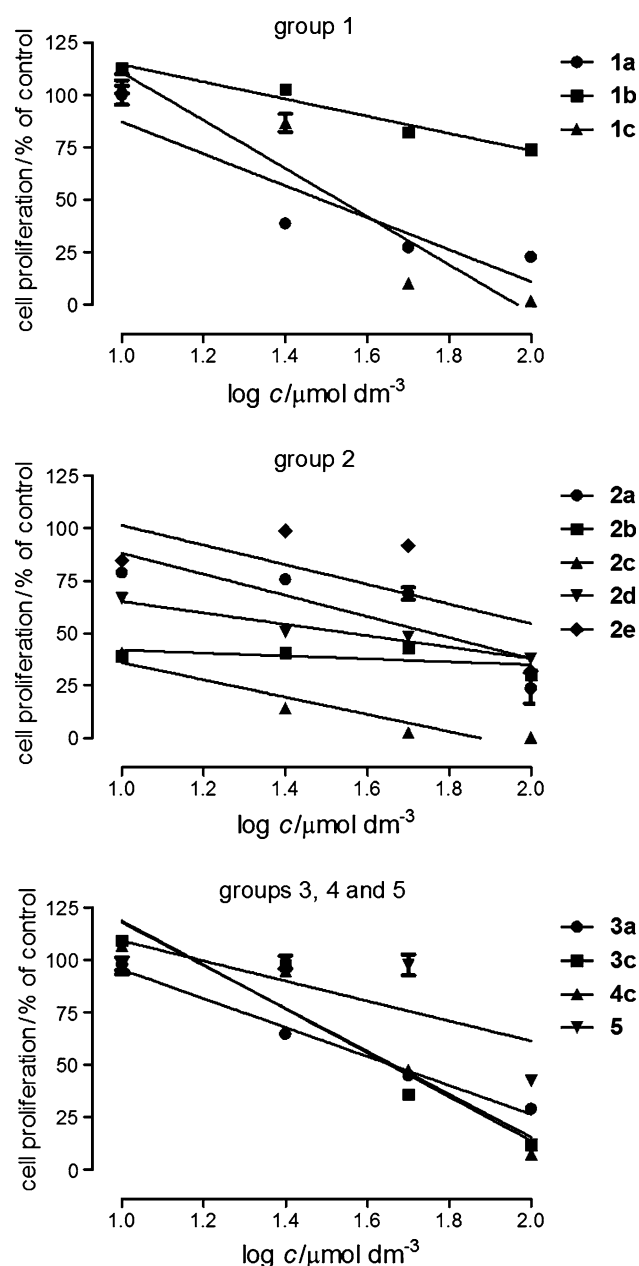 group 1
cell proliferation/% of control
125
100
75
50
25
0
1.0 1.2 1.4 1.6 1.8 2.0
log c/μmol dm-3
1a
1b
1c
group 2
cell proliferation/% of control
125
100
75
50
25
0
1.0 1.2 1.4 1.6 1.8 2.0
log c/μmol dm-3
2a
2b
2c
2d
2e
groups 3, 4 and 5
cell proliferation/% of control
125
100
75
50
25
0
1.0 1.2 1.4 1.6 1.8 2.0
log c/μmol dm-3
3a
3c
4c
5